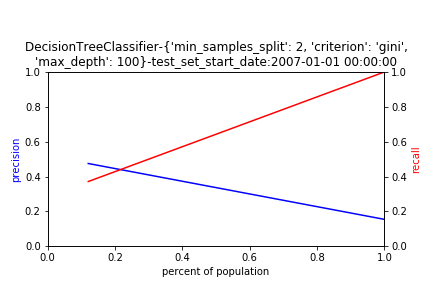 DecisionTreeClassifier-{'min_samples_split': 2, 'criterion': 'gini',
'max_depth': 100}-test_set_start_date:2007-01-01 00:00:00
1.0
0.8
0.6
0.4
0.2
0.0
precision
1.0
0.8
0.6
0.4
0.2
0.0
recall
0.0 0.2 0.4 0.6 0.8 1.0
percent of population